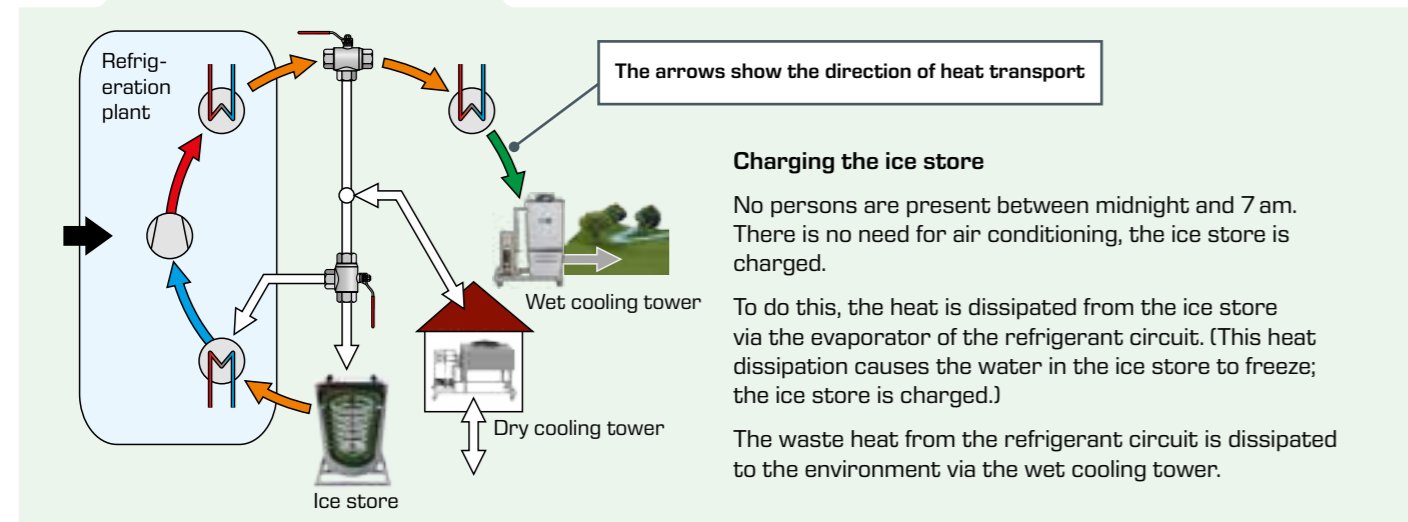 Refrig-
eration
plant
The arrows show the direction of heat transport
Wet cooling tower
Dry cooling tower
Ice store
Charging the ice store
No persons are present between midnight and 7 am.
There is no need for air conditioning, the ice store is
charged.
To do this, the heat is dissipated from the ice store
via the evaporator of the refrigerant circuit. (This heat
dissipation causes the water in the ice store to freeze;
the ice store is charged.)
The waste heat from the refrigerant circuit is dissipated
to the environment via the wet cooling tower.